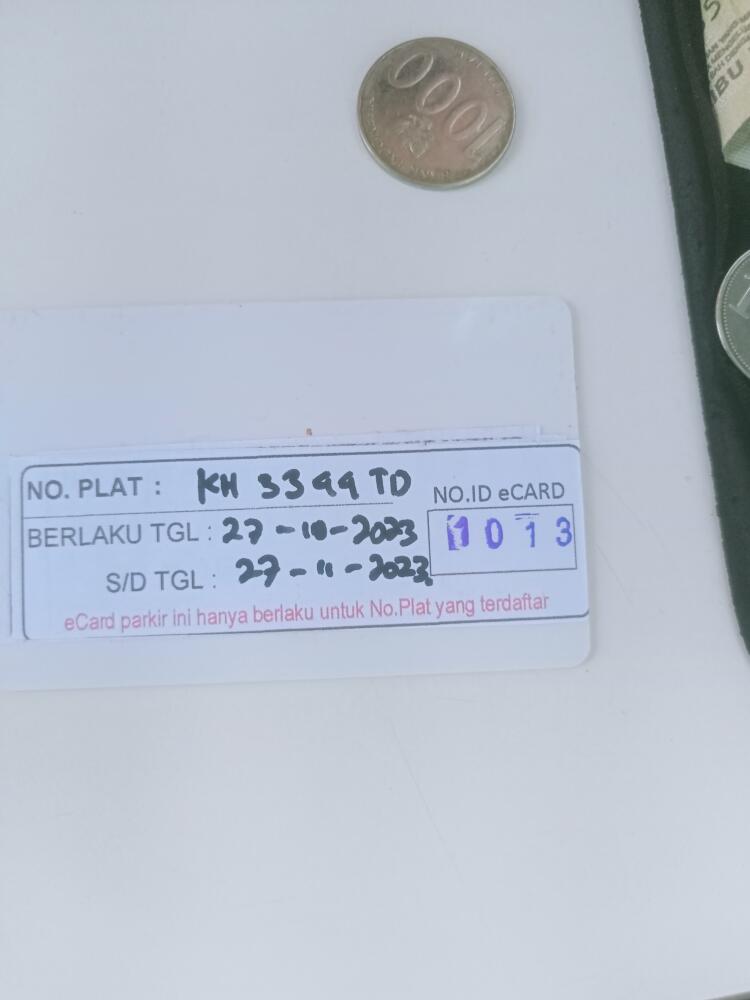 1000
NO. PLAT : KH 3399 TD
NO.ID eCARD
BERLAKU TGL : 27 - 10 - 2023
1013
S/D TGL : 27 - 11 - 2023
eCard parkir ini hanya berlaku untuk No.Plat yang terdaftar